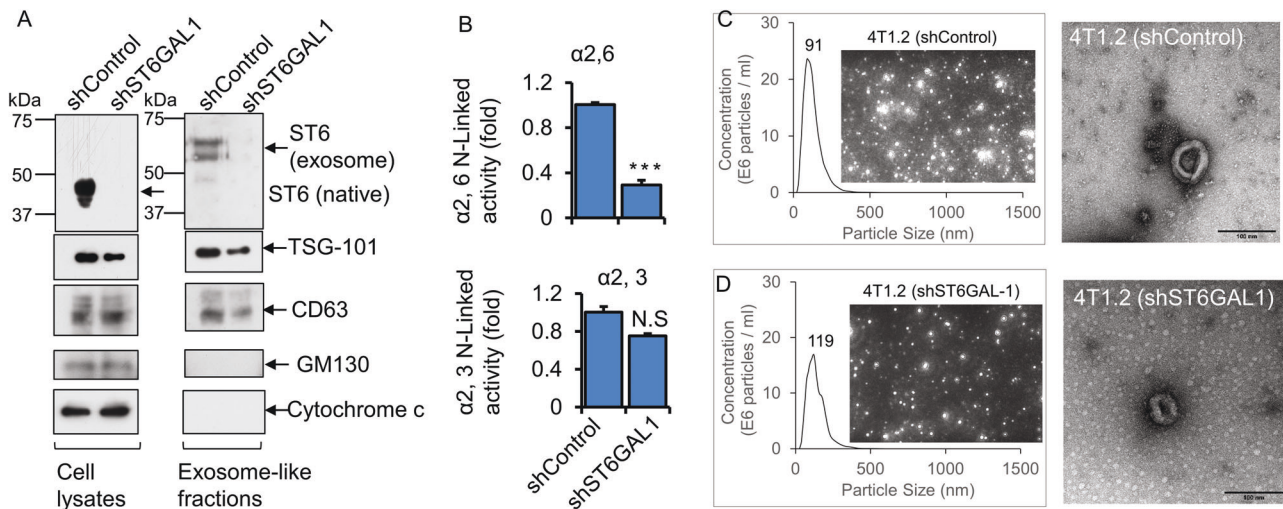 A
shControl
shST6GAL1
shControl
shST6GAL1
kDa
75
50
37
kDa
75
50
37
ST6
(exosome)
ST6 (native)
TSG-101
CD63
GM130
Cytochrome c
Cell
lysates
Exosome-like
fractions
B
α2,6
α2, 6 N-Linked
activity (fold)
1.2
0.8
0.4
0
***
α2, 3
α2, 3 N-Linked
activity (fold)
1.2
0.8
0.4
0
N.S
shControl
shST6GAL1
C
Concentration
(E6 particles / ml)
30
20
10
0
91
4T1.2 (shControl)
0
500
1000
1500
Particle Size (nm)
4T1.2 (shControl)
100 nm
D
Concentration
(E6 particles / ml)
30
20
10
0
119
4T1.2 (shST6GAL-1)
0
500
1000
1500
Particle Size (nm)
4T1.2 (shST6GAL1)